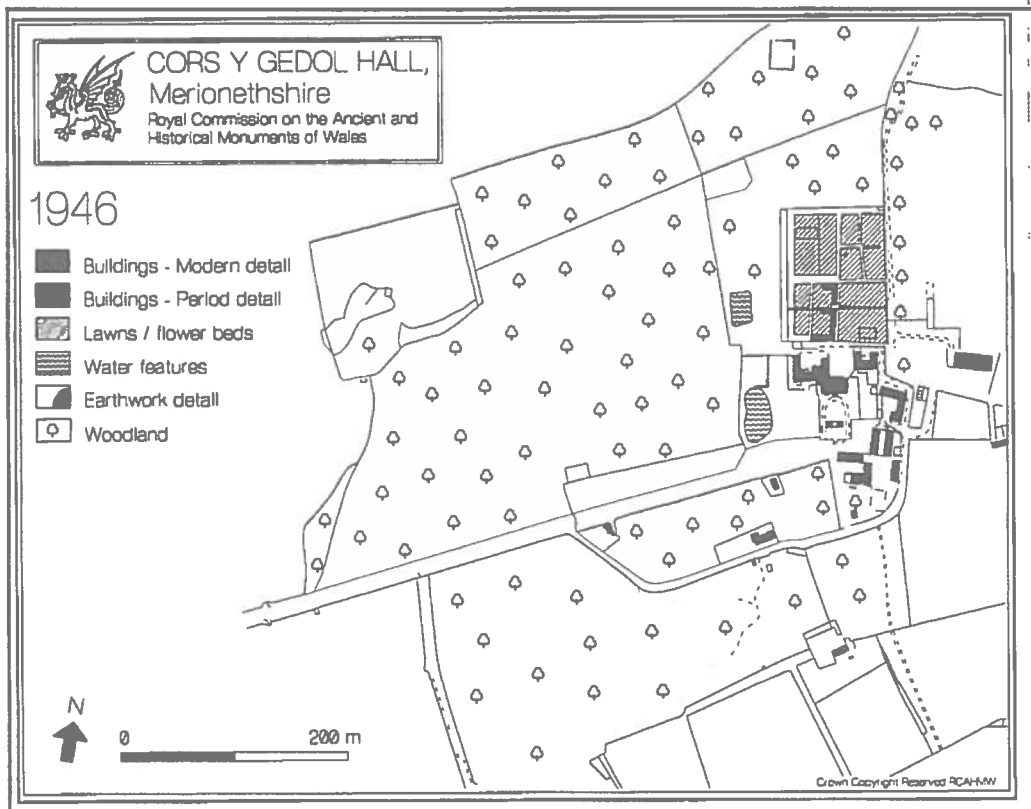 CORS Y GEDOL HALL,
Merionethshire
Royal Commission on the Ancient and
Historical Monuments of Wales
1946
Buildings - Modern detail
Buildings - Period detail
Lawns / flower beds
Water features
Earthwork detail
Woodland
N
0 200 m
Crown Copyright Reserved RCAHMW